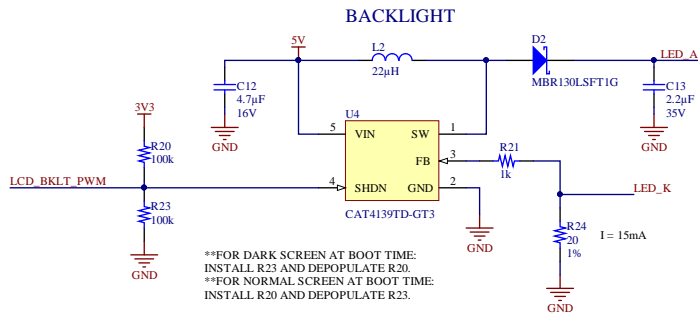 BACKLIGHT
5V
L2
22µH
D2
MBR130LSFT1G
LED_A
C12
4.7µF
16V
GND
C13
2.2µF
35V
GND
3V3
R20
100k
U4
5 VIN SW 1
FB 3
4 SHDN GND 2
CAT4139TD-GT3
R21
1k
LCD_BKLT_PWM
LED_K
R23
100k
GND
GND
R24
20
1%
I = 15mA
GND
**FOR DARK SCREEN AT BOOT TIME:
INSTALL R23 AND DEPOPULATE R20.
**FOR NORMAL SCREEN AT BOOT TIME:
INSTALL R20 AND DEPOPULATE R23.